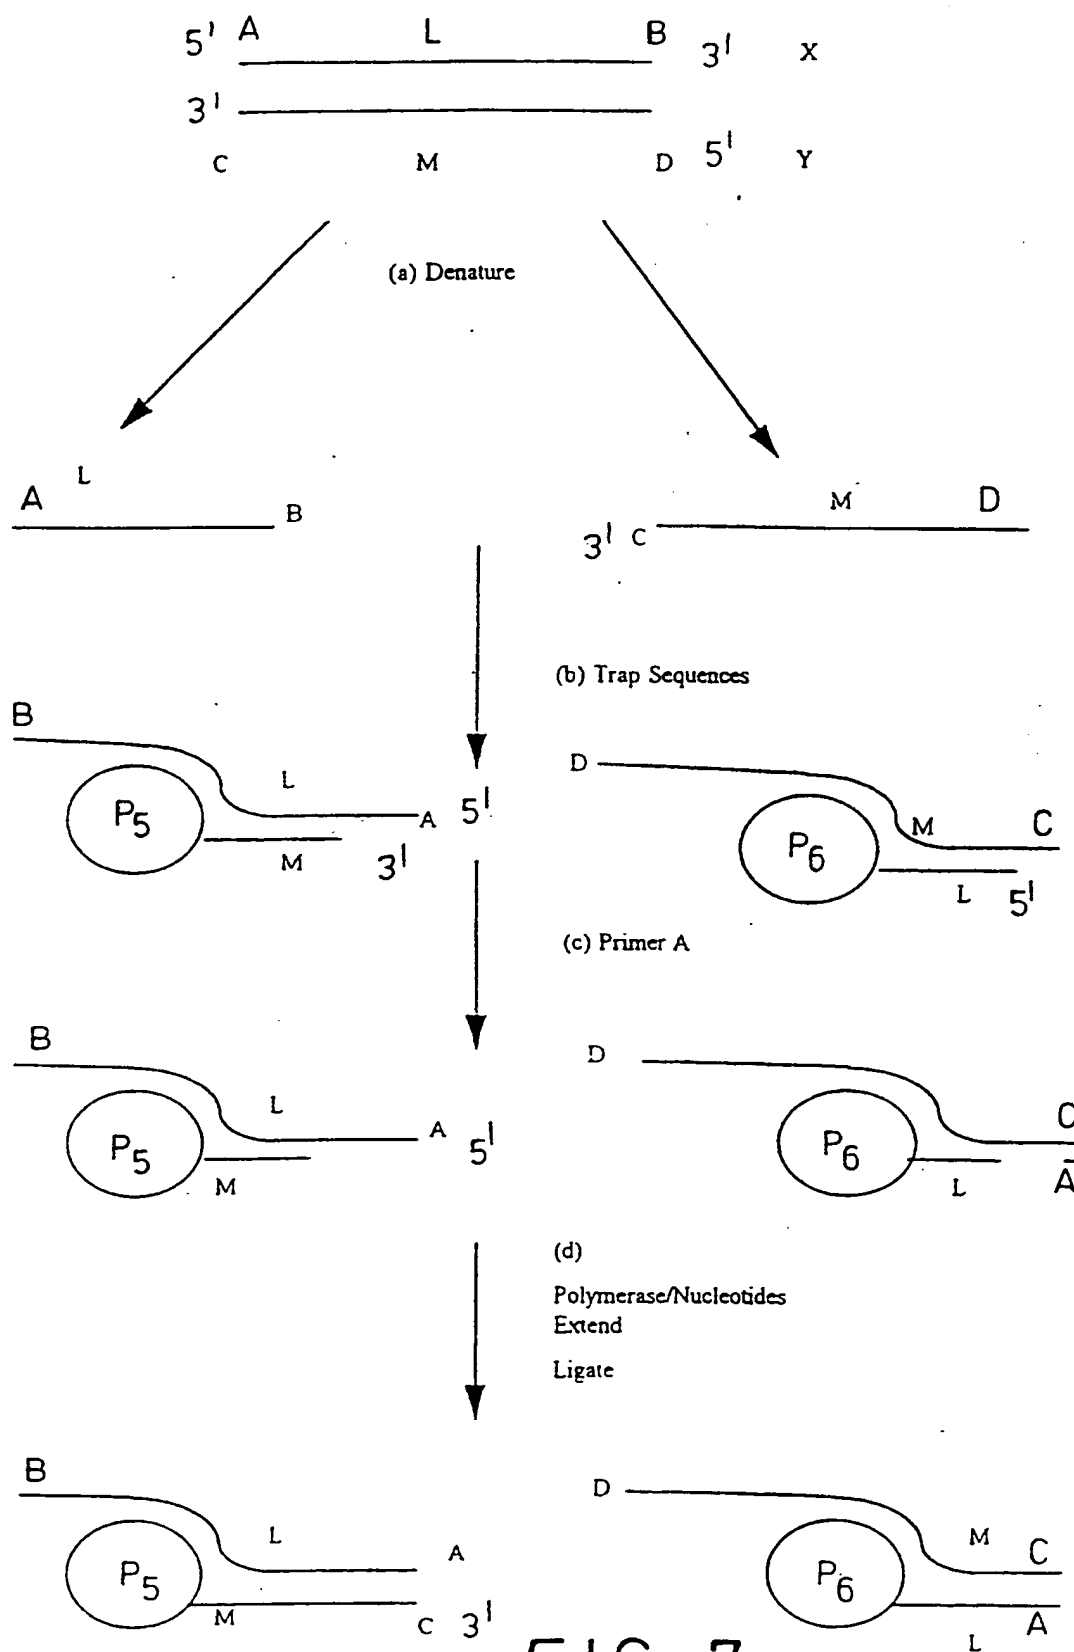 5' A L B 3' X
3'
C M D 5' Y
(a) Denature
A L B
M D
3' C
(b) Trap Sequences
B
L A 5'
P5
M 3'
D
M C
P6
L 5'
(c) Primer A
B
L A 5'
P5
M
D
C
P6
L A
(d)
Polymerase/Nucleotides
Extend
Ligate
B
L A
P5
M C 3'
D
M C
P6
L A